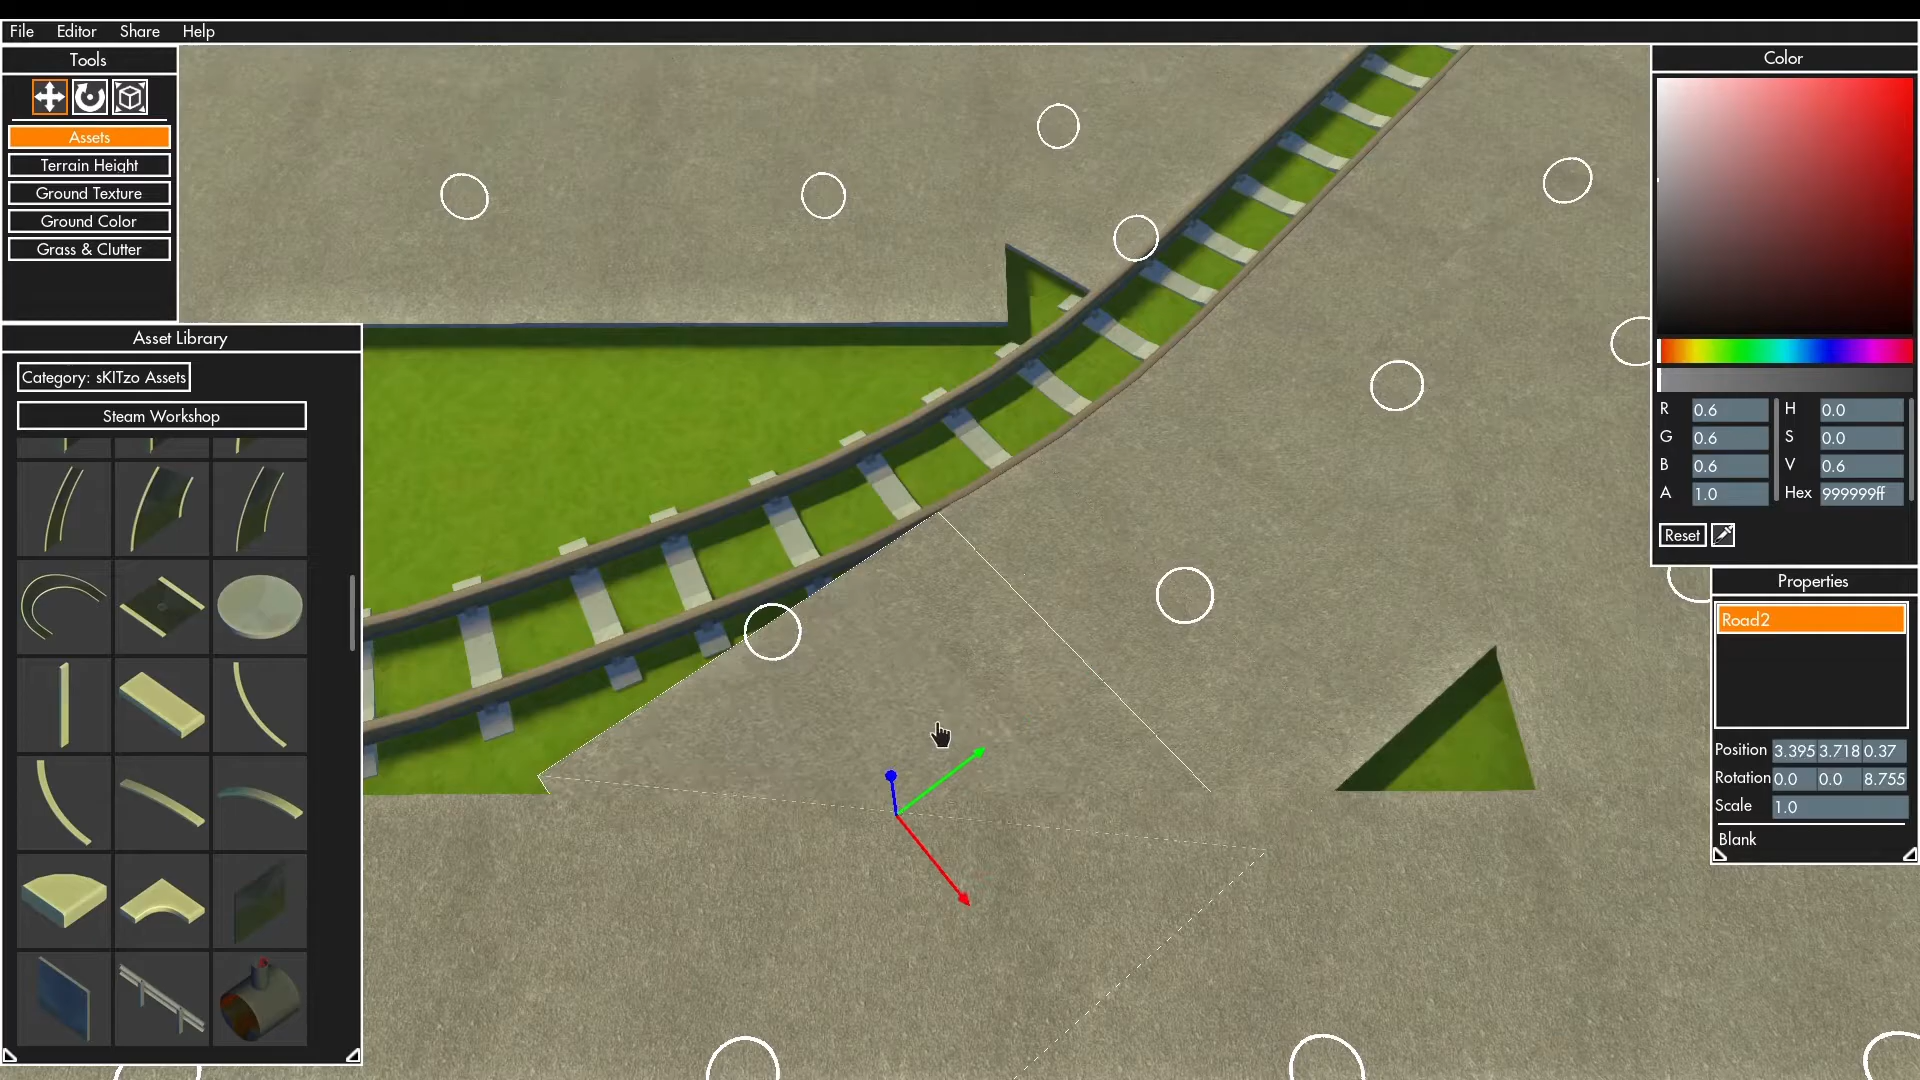 File Editor Share Help
Tools
Assets
Terrain Height
Ground Texture
Ground Color
Grass & Clutter
Asset Library
Category: sKITzo Assets
Steam Workshop
Color
R 0.6 H 0.0
G 0.6 S 0.0
B 0.6 V 0.6
A 1.0 Hex 999999ff
Reset
Properties
Road2
Position 3.395 3.718 0.37
Rotation 0.0 0.0 8.755
Scale 1.0
Blank